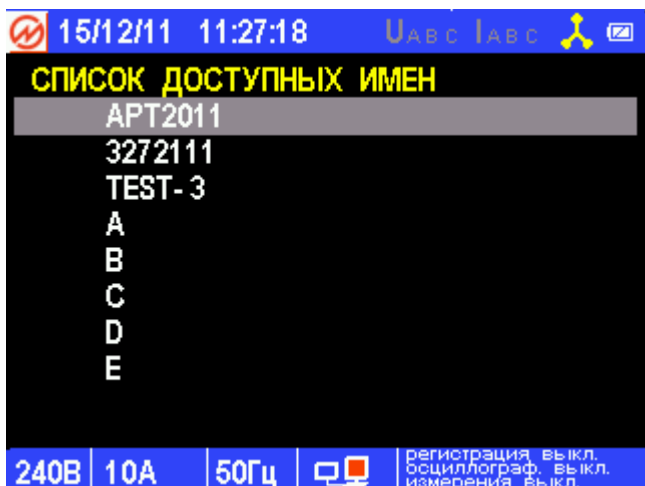 15/12/11 11:27:18 UABC IABC
СПИСОК ДОСТУПНЫХ ИМЕН
АРТ2011
3272111
TEST-3
A
B
C
D
E
240В 10А 50Гц
регистрация выкл.
осциллограф. выкл.
измерения выкл.